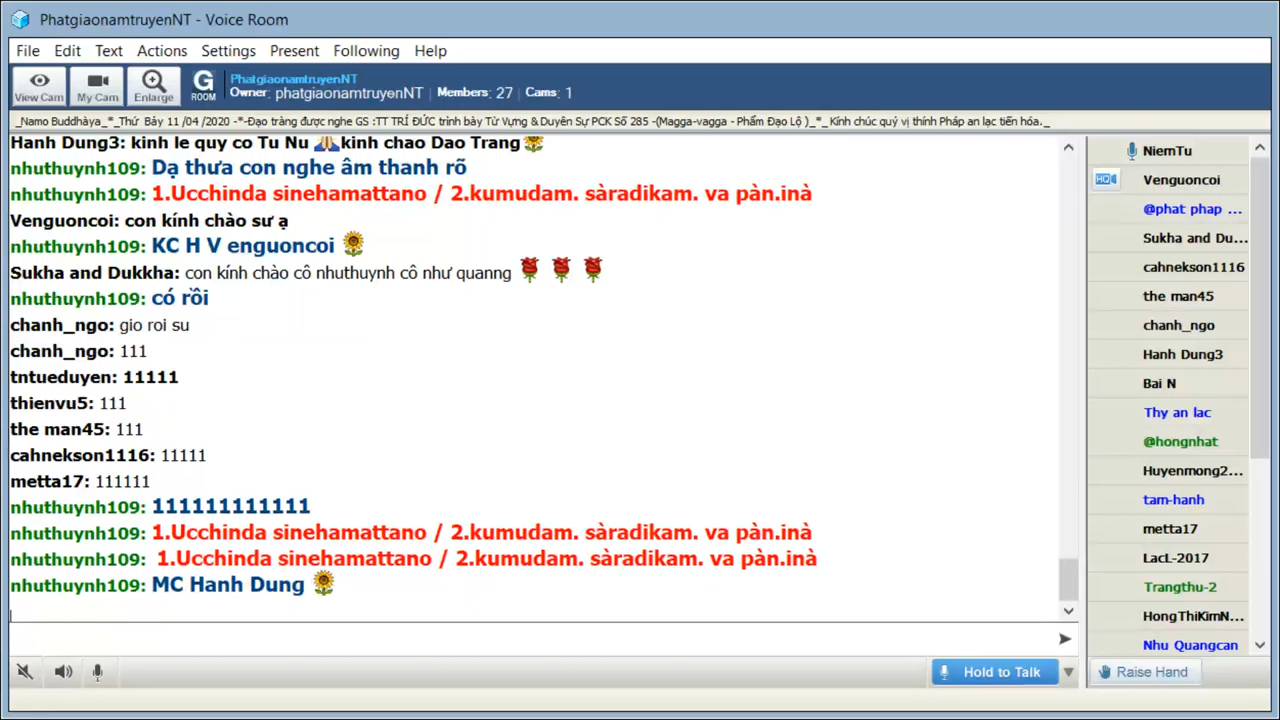 PhatgiaonamtruyenNT - Voice Room
File Edit Text Actions Settings Present Following Help
View Cam My Cam Enlarge G ROOM
PhatgiaonamtruyenNT
Owner: phatgiaonamtruyenNT | Members: 27 | Cams: 1
_Namo Buddhàya_*_Thứ Bảy 11 /04 /2020 -*-Đạo tràng được nghe GS :TT TRÍ ĐỨC trình bày Từ Vựng & Duyên Sự PCK Số 285 -(Magga-vagga - Phẩm Đạo Lộ )_*_ Kính chúc quý vị thính Pháp an lạc tiến hóa._
Hanh Dung3: kinh le quy co Tu Nu kinh chao Dao Trang
nhuthuynh109: Dạ thưa con nghe âm thanh rõ
nhuthuynh109: 1.Ucchinda sinehamattano / 2.kumudam. sàradikam. va pàn.inà
Venguoncoi: con kính chào sư ạ
nhuthuynh109: KC H V enguoncoi
Sukha and Dukkha: con kính chào cô nhuthuynh cô như quanng
nhuthuynh109: có rồi
chanh_ngo: gio roi su
chanh_ngo: 111
tntueduyen: 11111
thienvu5: 111
the man45: 111
cahnekson1116: 11111
metta17: 111111
nhuthuynh109: 111111111111
nhuthuynh109: 1.Ucchinda sinehamattano / 2.kumudam. sàradikam. va pàn.inà
nhuthuynh109: 1.Ucchinda sinehamattano / 2.kumudam. sàradikam. va pàn.inà
nhuthuynh109: MC Hanh Dung
NiemTu
HQ Venguoncoi
@phat phap ...
Sukha and Du...
cahnekson1116
the man45
chanh_ngo
Hanh Dung3
Bai N
Thy an lac
@hongnhat
Huyenmong2...
tam-hanh
metta17
LacL-2017
Trangthu-2
HongThiKimN...
Nhu Quangcan
Hold to Talk
Raise Hand